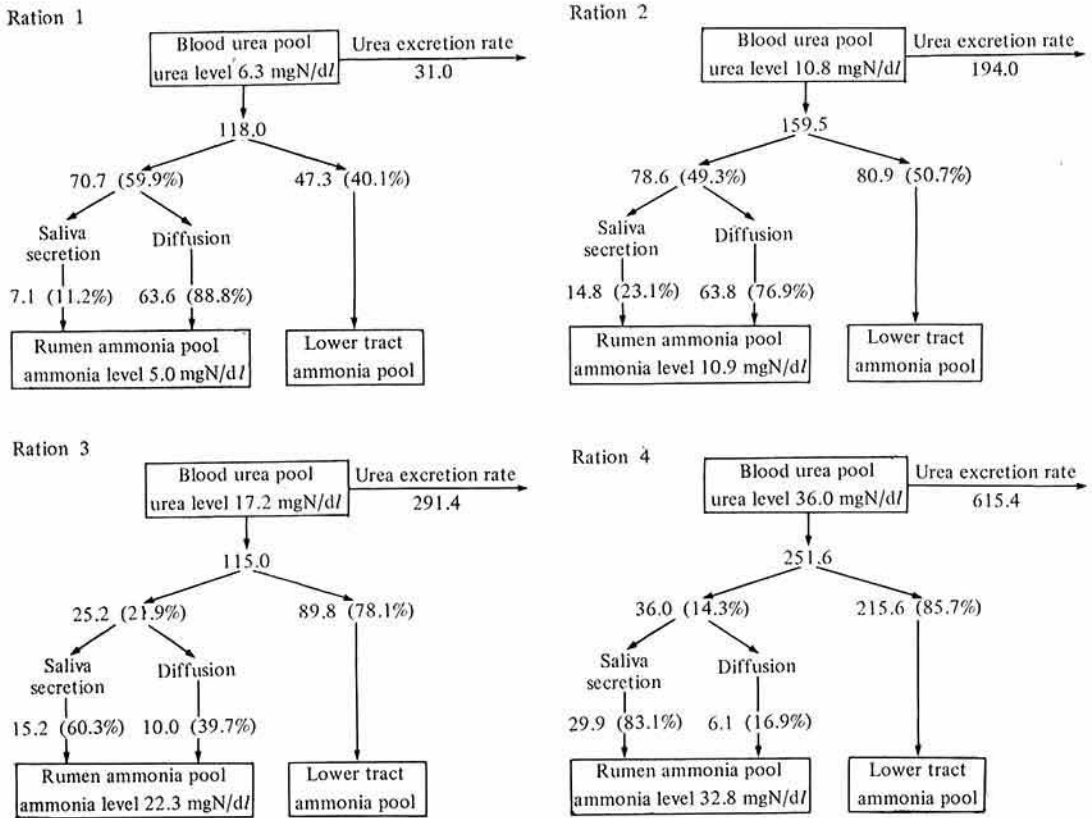 Ration 1
Blood urea pool
urea level 6.3 mgN/dl
Urea excretion rate
31.0
118.0
70.7 (59.9%)
47.3 (40.1%)
Saliva
secretion
Diffusion
7.1 (11.2%)
63.6 (88.8%)
Rumen ammonia pool
ammonia level 5.0 mgN/dl
Lower tract
ammonia pool
Ration 2
Blood urea pool
urea level 10.8 mgN/dl
Urea excretion rate
194.0
159.5
78.6 (49.3%)
80.9 (50.7%)
Saliva
secretion
Diffusion
14.8 (23.1%)
63.8 (76.9%)
Rumen ammonia pool
ammonia level 10.9 mgN/dl
Lower tract
ammonia pool
Ration 3
Blood urea pool
urea level 17.2 mgN/dl
Urea excretion rate
291.4
115.0
25.2 (21.9%)
89.8 (78.1%)
Saliva
secretion
Diffusion
15.2 (60.3%)
10.0 (39.7%)
Rumen ammonia pool
ammonia level 22.3 mgN/dl
Lower tract
ammonia pool
Ration 4
Blood urea pool
urea level 36.0 mgN/dl
Urea excretion rate
615.4
251.6
36.0 (14.3%)
215.6 (85.7%)
Saliva
secretion
Diffusion
29.9 (83.1%)
6.1 (16.9%)
Rumen ammonia pool
ammonia level 32.8 mgN/dl
Lower tract
ammonia pool